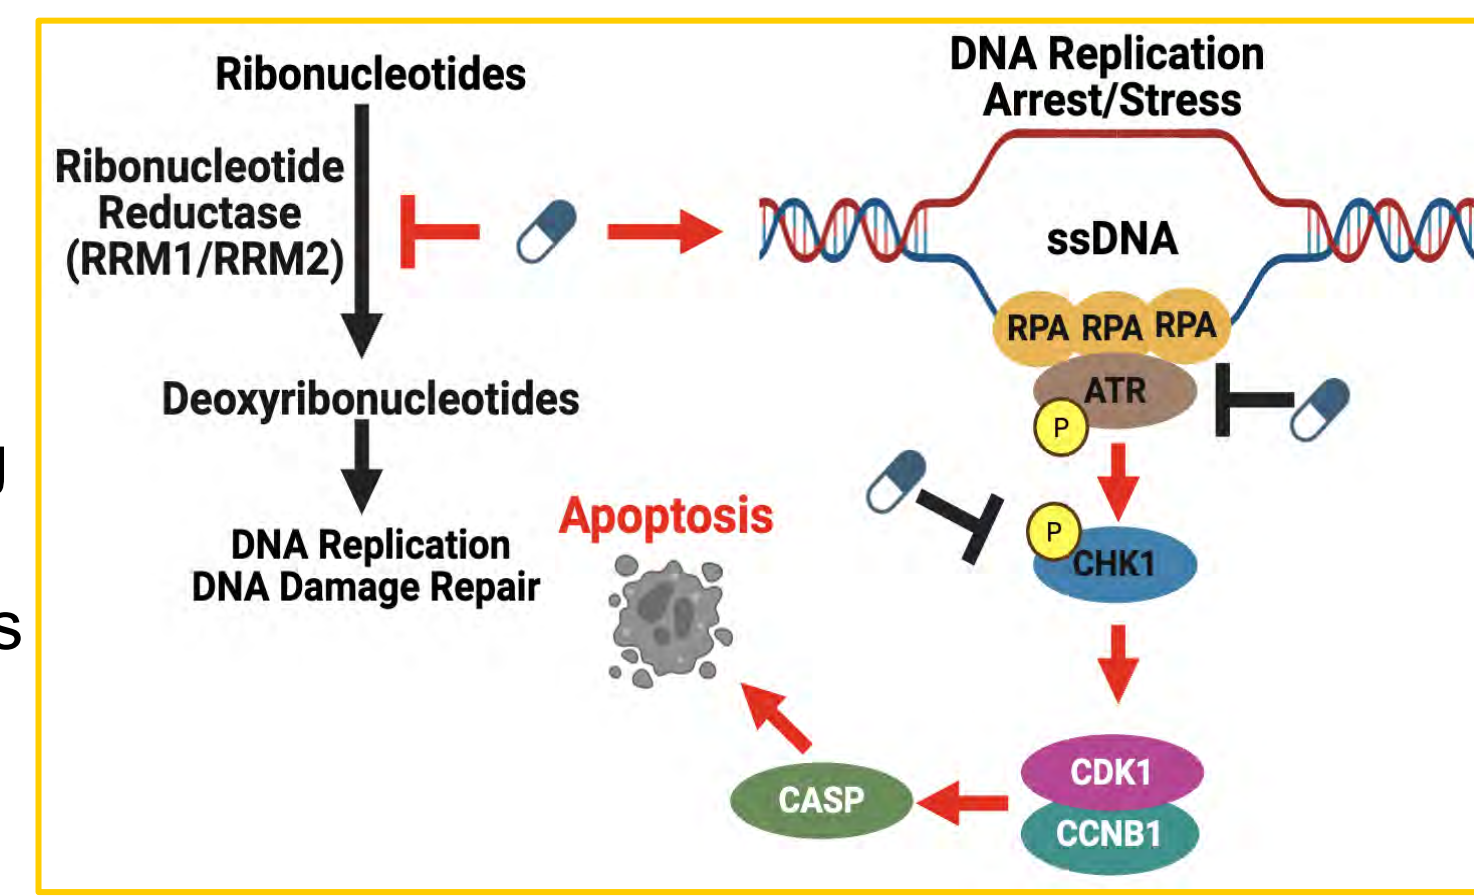 Ribonucleotides
Ribonucleotide
Reductase
(RRM1/RRM2)
Deoxyribonucleotides
DNA Replication
DNA Damage Repair
DNA Replication
Arrest/Stress
ssDNA
RPA RPA RPA
ATR
P
P
CHK1
CDK1
CCNB1
CASP
Apoptosis
g
s